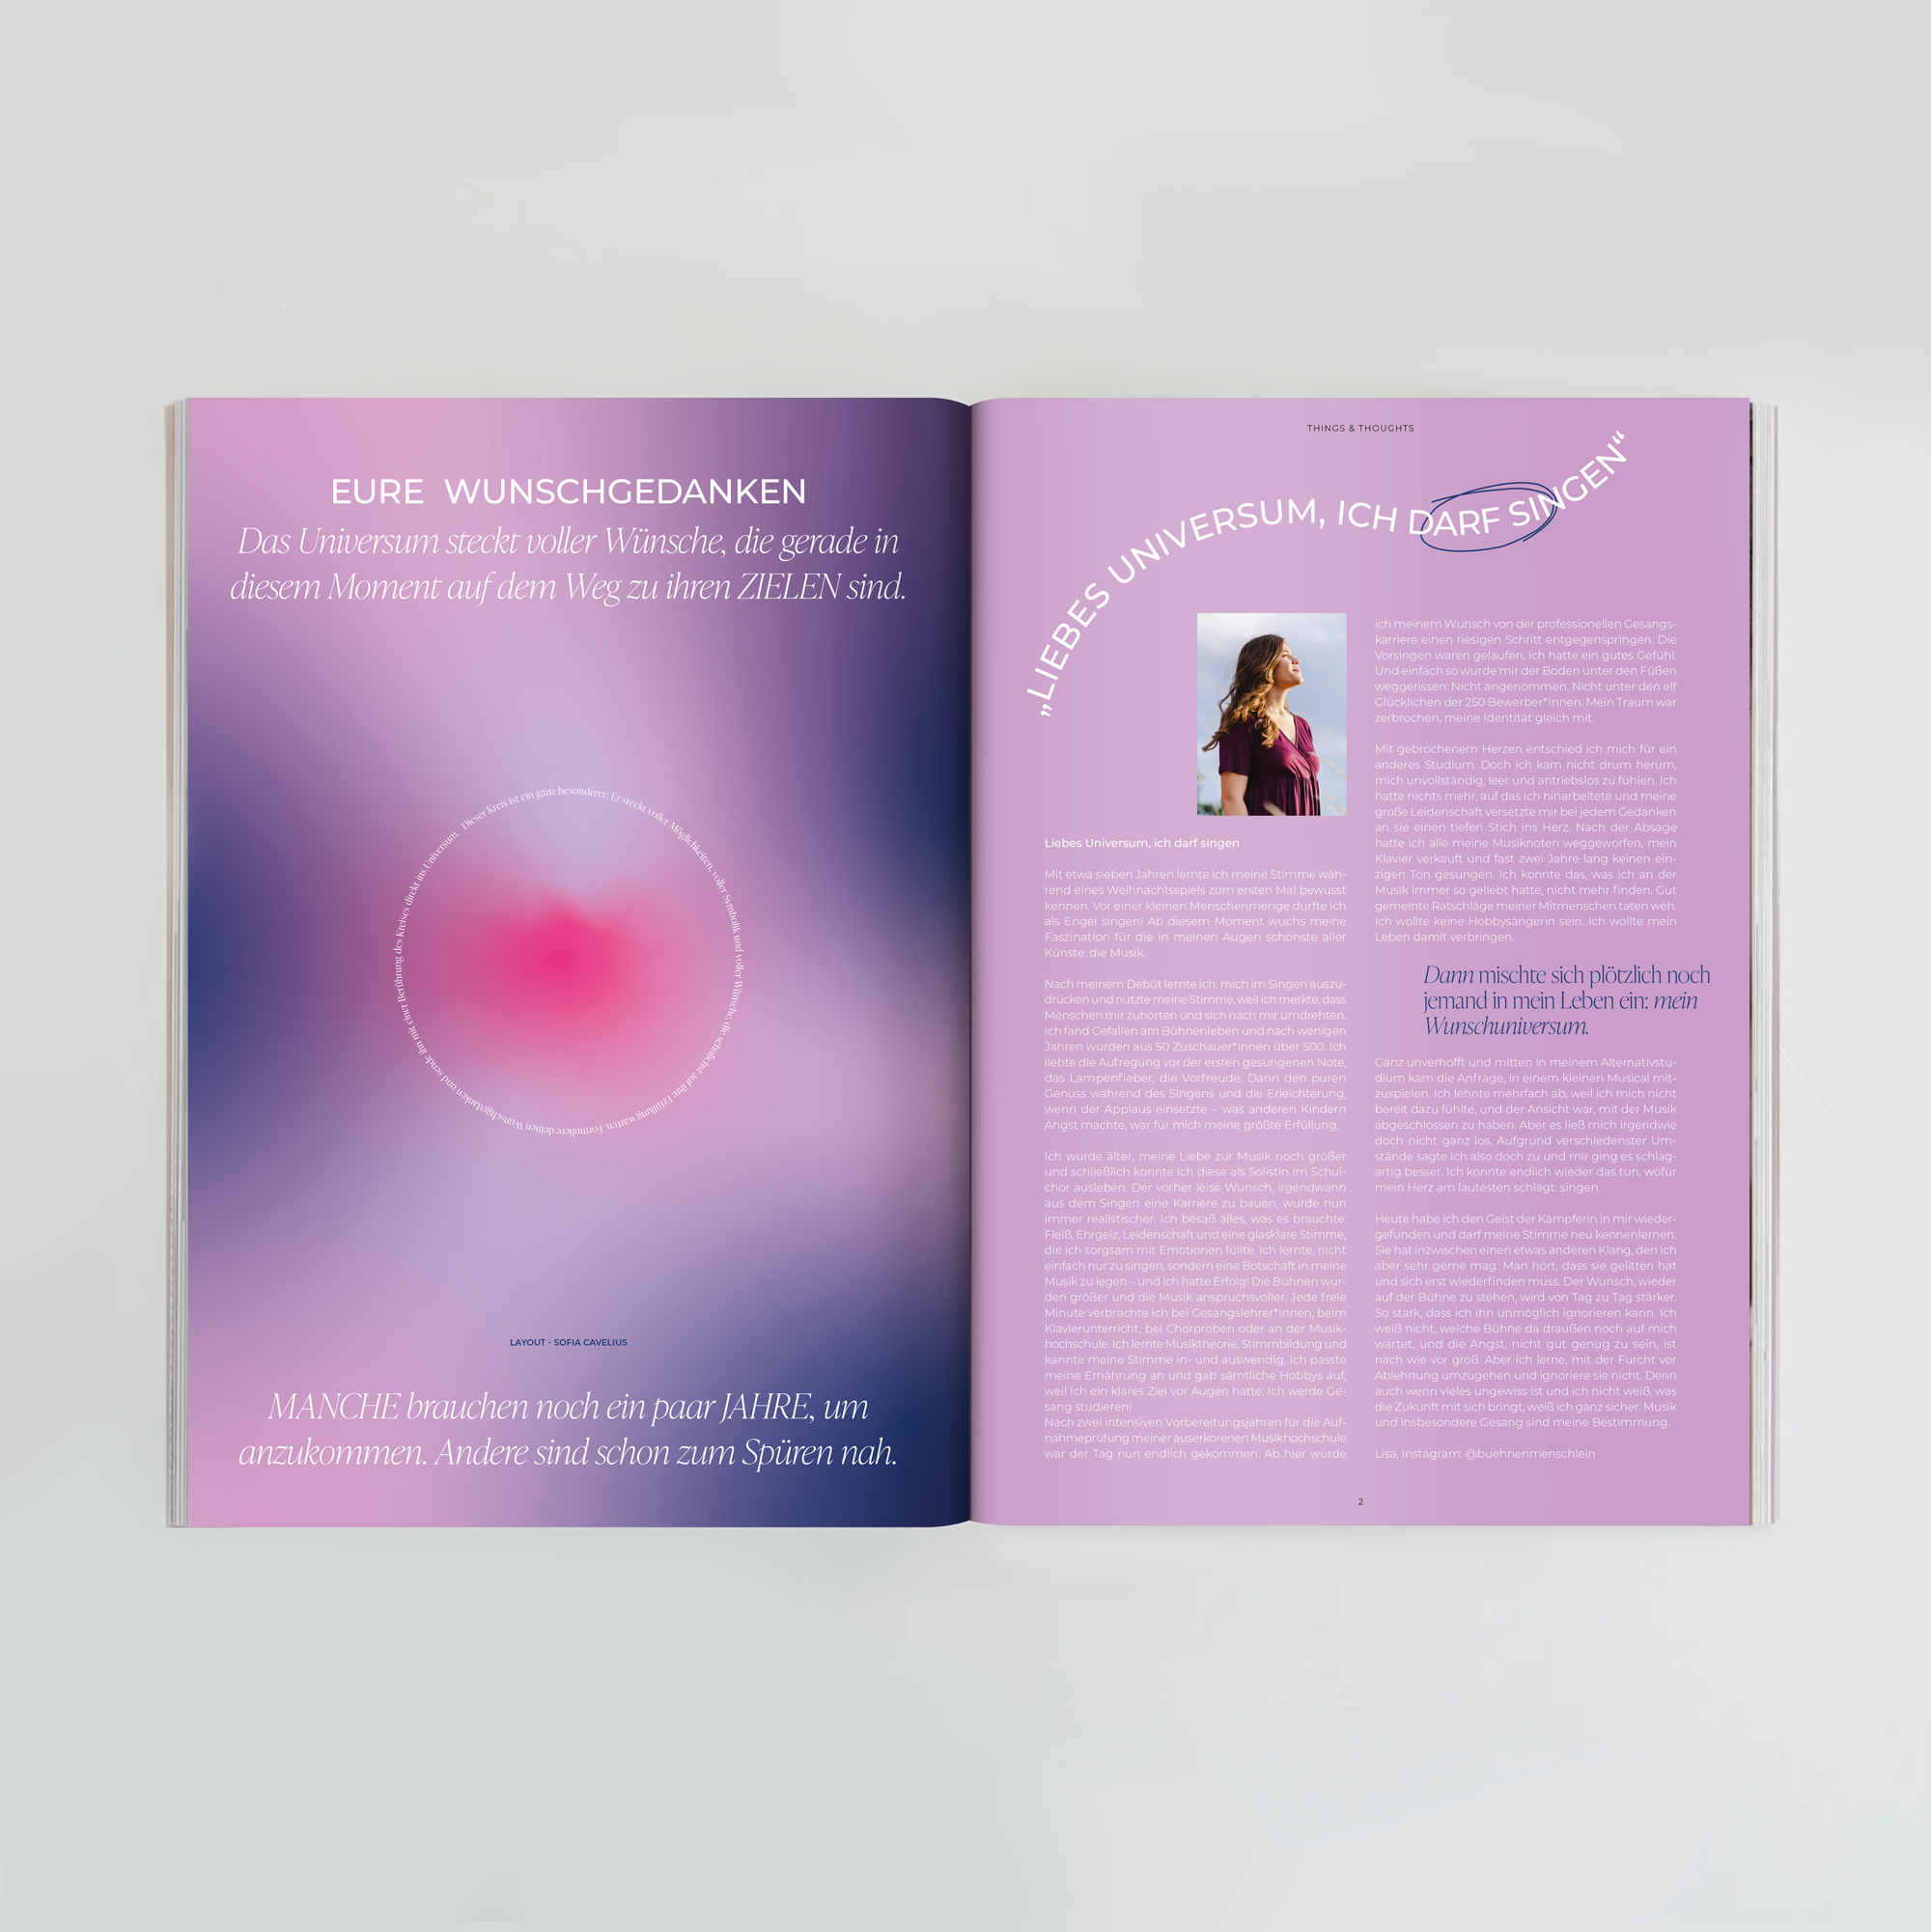 EURE WUNSCHGEDANKEN
Das Universum steckt voller Wünsche, die gerade in
diesem Moment auf dem Weg zu ihren ZIELEN sind.
Dieser Kreis ist ein ganz besonderer: Er steckt voller Möglichkeiten, voller Symbolik und voller Wünsche, die sehnlichst auf ihre Erfüllung warten. Formuliere deinen Wunschgedanken und sende ihn mit einer Berührung des Kreises direkt ins Universum.
LAYOUT - SOFIA CAVELIUS
MANCHE brauchen noch ein paar JAHRE, um
anzukommen. Andere sind schon zum Spüren nah.
THINGS & THOUGHTS
„LIEBES UNIVERSUM, ICH DARF SINGEN“
Liebes Universum, ich darf singen
Mit etwa sieben Jahren lernte ich meine Stimme wäh-
rend eines Weihnachtsspiels zum ersten Mal bewusst
kennen. Vor einer kleinen Menschenmenge durfte ich
als Engel singen! Ab diesem Moment wuchs meine
Faszination für die in meinen Augen schönste aller
Künste: die Musik.
Nach meinem Debüt lernte ich, mich im Singen auszu-
drücken und nutzte meine Stimme, weil ich merkte, dass
Menschen mir zuhörten und sich nach mir umdrehten.
Ich fand Gefallen am Bühnenleben und nach wenigen
Jahren wurden aus 50 Zuschauer*innen über 500. Ich
liebte die Aufregung vor der ersten gesungenen Note,
das Lampenfieber, die Vorfreude. Dann den puren
Genuss während des Singens und die Erleichterung,
wenn der Applaus einsetzte – was anderen Kindern
Angst machte, war für mich meine größte Erfüllung.
Ich wurde älter, meine Liebe zur Musik noch größer
und schließlich konnte ich diese als Solistin im Schul-
chor ausleben. Der vorher leise Wunsch, irgendwann
aus dem Singen eine Karriere zu bauen, wurde nun
immer realistischer. Ich besaß alles, was es brauchte:
Fleiß, Ehrgeiz, Leidenschaft und eine glasklare Stimme,
die ich sorgsam mit Emotionen füllte. Ich lernte, nicht
einfach nur zu singen, sondern eine Botschaft in meine
Musik zu legen – und ich hatte Erfolg! Die Bühnen wur-
den größer und die Musik anspruchsvoller. Jede freie
Minute verbrachte ich bei Gesangslehrer*innen, beim
Klavierunterricht, bei Chorproben oder an der Musik-
hochschule. Ich lernte Musiktheorie, Stimmbildung und
kannte meine Stimme in- und auswendig. Ich passte
meine Ernährung an und gab sämtliche Hobbys auf,
weil ich ein klares Ziel vor Augen hatte: Ich werde Ge-
sang studieren!
Nach zwei intensiven Vorbereitungsjahren für die Auf-
nahmeprüfung meiner auserkorenen Musikhochschule
war der Tag nun endlich gekommen. Ab hier würde
ich meinem Wunsch von der professionellen Gesangs-
karriere einen riesigen Schritt entgegenspringen. Die
Vorsingen waren gelaufen, ich hatte ein gutes Gefühl.
Und einfach so wurde mir der Boden unter den Füßen
weggerissen: Nicht angenommen. Nicht unter den elf
Glücklichen der 250 Bewerber*innen. Mein Traum war
zerbrochen, meine Identität gleich mit.
Mit gebrochenem Herzen entschied ich mich für ein
anderes Studium. Doch ich kam nicht drum herum,
mich unvollständig, leer und antriebslos zu fühlen. Ich
hatte nichts mehr, auf das ich hinarbeitete und meine
große Leidenschaft versetzte mir bei jedem Gedanken
an sie einen tiefen Stich ins Herz. Nach der Absage
hatte ich alle meine Musiknoten weggeworfen, mein
Klavier verkauft und fast zwei Jahre lang keinen ein-
zigen Ton gesungen. Ich konnte das, was ich an der
Musik immer so geliebt hatte, nicht mehr finden. Gut
gemeinte Ratschläge meiner Mitmenschen taten weh.
Ich wollte keine Hobbysängerin sein. Ich wollte mein
Leben damit verbringen.
Dann mischte sich plötzlich noch
jemand in mein Leben ein: mein
Wunschuniversum.
Ganz unverhofft und mitten in meinem Alternativstu-
dium kam die Anfrage, in einem kleinen Musical mit-
zuspielen. Ich lehnte mehrfach ab, weil ich mich nicht
bereit dazu fühlte, und der Ansicht war, mit der Musik
abgeschlossen zu haben. Aber es ließ mich irgendwie
doch nicht ganz los. Aufgrund verschiedenster Um-
stände sagte ich also doch zu und mir ging es schlag-
artig besser. Ich konnte endlich wieder das tun, wofür
mein Herz am lautesten schlägt: singen.
Heute habe ich den Geist der Kämpferin in mir wieder-
gefunden und darf meine Stimme neu kennenlernen.
Sie hat inzwischen einen etwas anderen Klang, den ich
aber sehr gerne mag. Man hört, dass sie gelitten hat
und sich erst wiederfinden muss. Der Wunsch, wieder
auf der Bühne zu stehen, wird von Tag zu Tag stärker.
So stark, dass ich ihn unmöglich ignorieren kann. Ich
weiß nicht, welche Bühne da draußen noch auf mich
wartet, und die Angst, nicht gut genug zu sein, ist
nach wie vor groß. Aber ich lerne, mit der Furcht vor
Ablehnung umzugehen und ignoriere sie nicht. Denn
auch wenn vieles ungewiss ist und ich nicht weiß, was
die Zukunft mit sich bringt, weiß ich ganz sicher: Musik
und insbesondere Gesang sind meine Bestimmung.
Lisa, Instagram: @buehnenmenschlein
2